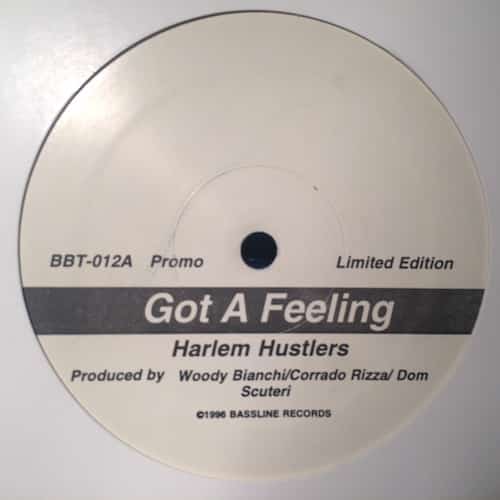 BBT-012A Promo Limited Edition
Got A Feeling
Harlem Hustlers
Produced by Woody Bianchi/Corrado Rizza/ Dom
Scuteri
©1996 BASSLINE RECORDS